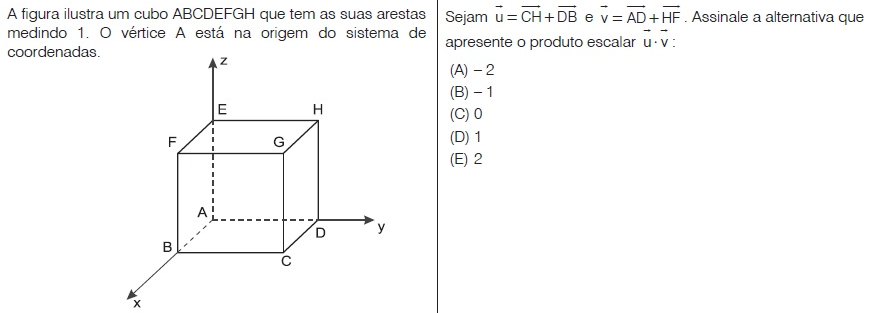 A figura ilustra um cubo ABCDEFGH que tem as suas arestas
medindo 1. O vértice A está na origem do sistema de
coordenadas.
z
E
H
F
G
A
D
y
B
C
x
Sejam u⃗ = CH⃗ + DB⃗ e v⃗ = AD⃗ + HF⃗ . Assinale a alternativa que
apresente o produto escalar u⃗ · v⃗ :
(A) – 2
(B) – 1
(C) 0
(D) 1
(E) 2